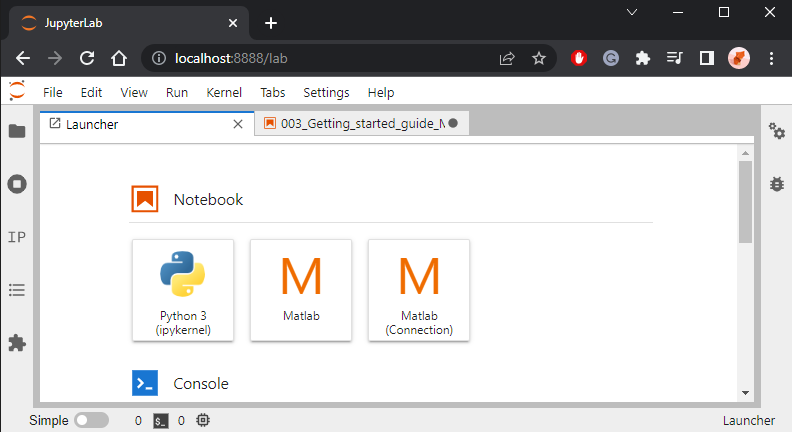 JupyterLab
localhost:8888/lab
File Edit View Run Kernel Tabs Settings Help
Launcher 003_Getting_started_guide_M
Notebook
Python 3
(ipykernel)
M
Matlab
M
Matlab
(Connection)
Console
IP
Simple 0 $_ 0 Launcher